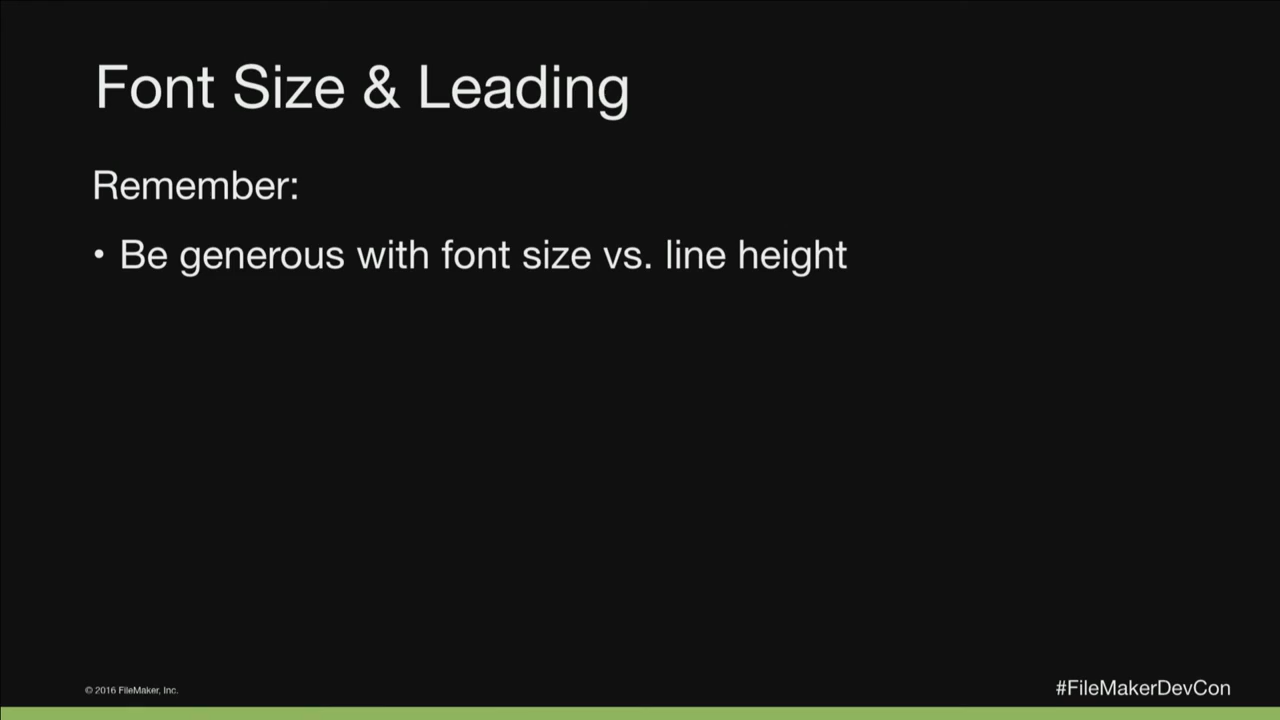 Font Size & Leading
Remember:
• Be generous with font size vs. line height
© 2016 FileMaker, Inc.
#FileMakerDevCon